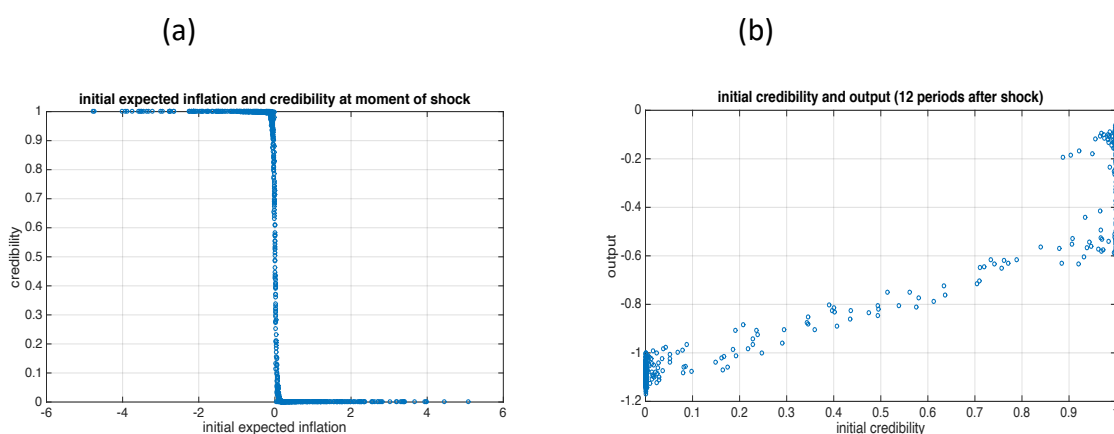 (a)
(b)
initial expected inflation and credibility at moment of shock
1
0.9
0.8
0.7
0.6
0.5
0.4
0.3
0.2
0.1
0
credibility
-6 -4 -2 0 2 4 6
initial expected inflation
initial credibility and output (12 periods after shock)
0
-0.2
-0.4
-0.6
-0.8
-1
-1.2
output
0 0.1 0.2 0.3 0.4 0.5 0.6 0.7 0.8 0.9
initial credibility